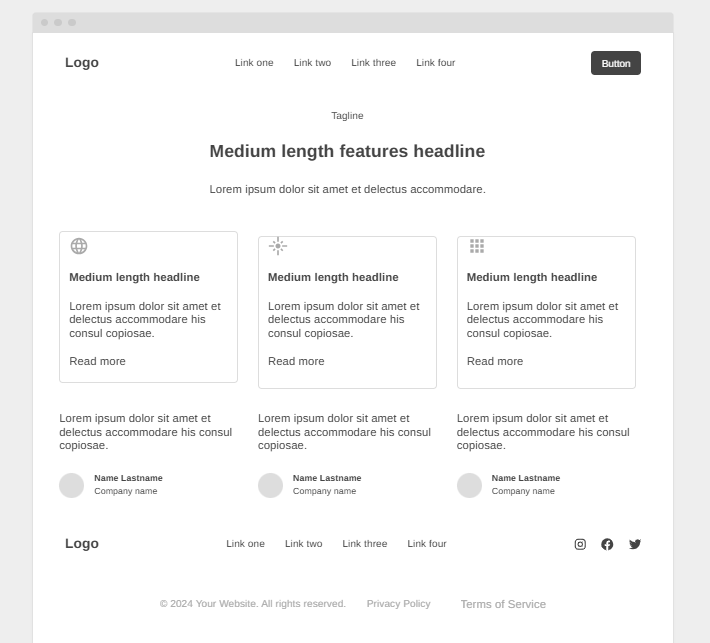 Logo
Link one
Link two
Link three
Link four
Button
Tagline
Medium length features headline
Lorem ipsum dolor sit amet et delectus accommodare.
Medium length headline
Lorem ipsum dolor sit amet et
delectus accommodare his
consul copiosae.
Read more
Medium length headline
Lorem ipsum dolor sit amet et
delectus accommodare his
consul copiosae.
Read more
Medium length headline
Lorem ipsum dolor sit amet et
delectus accommodare his
consul copiosae.
Read more
Lorem ipsum dolor sit amet et
delectus accommodare his consul
copiosae.
Name Lastname
Company name
Lorem ipsum dolor sit amet et
delectus accommodare his consul
copiosae.
Name Lastname
Company name
Lorem ipsum dolor sit amet et
delectus accommodare his consul
copiosae.
Name Lastname
Company name
Logo
Link one
Link two
Link three
Link four
© 2024 Your Website. All rights reserved.
Privacy Policy
Terms of Service